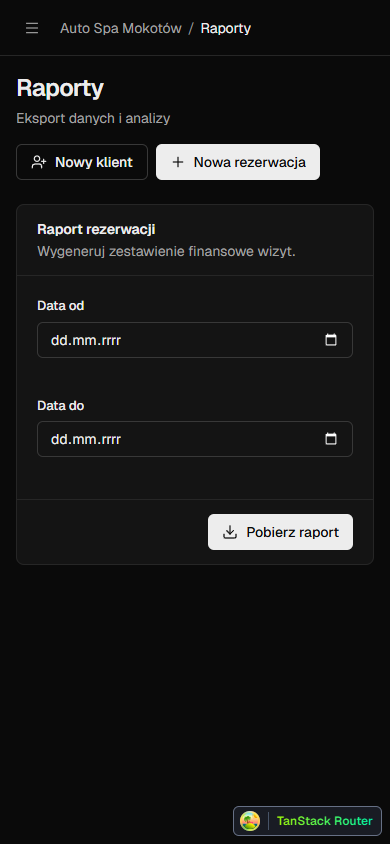 Auto Spa Mokotów / Raporty
Raporty
Eksport danych i analizy
Nowy klient
Nowa rezerwacja
Raport rezerwacji
Wygeneruj zestawienie finansowe wizyt.
Data od
dd.mm.rrrr
Data do
dd.mm.rrrr
Pobierz raport
TanStack Router